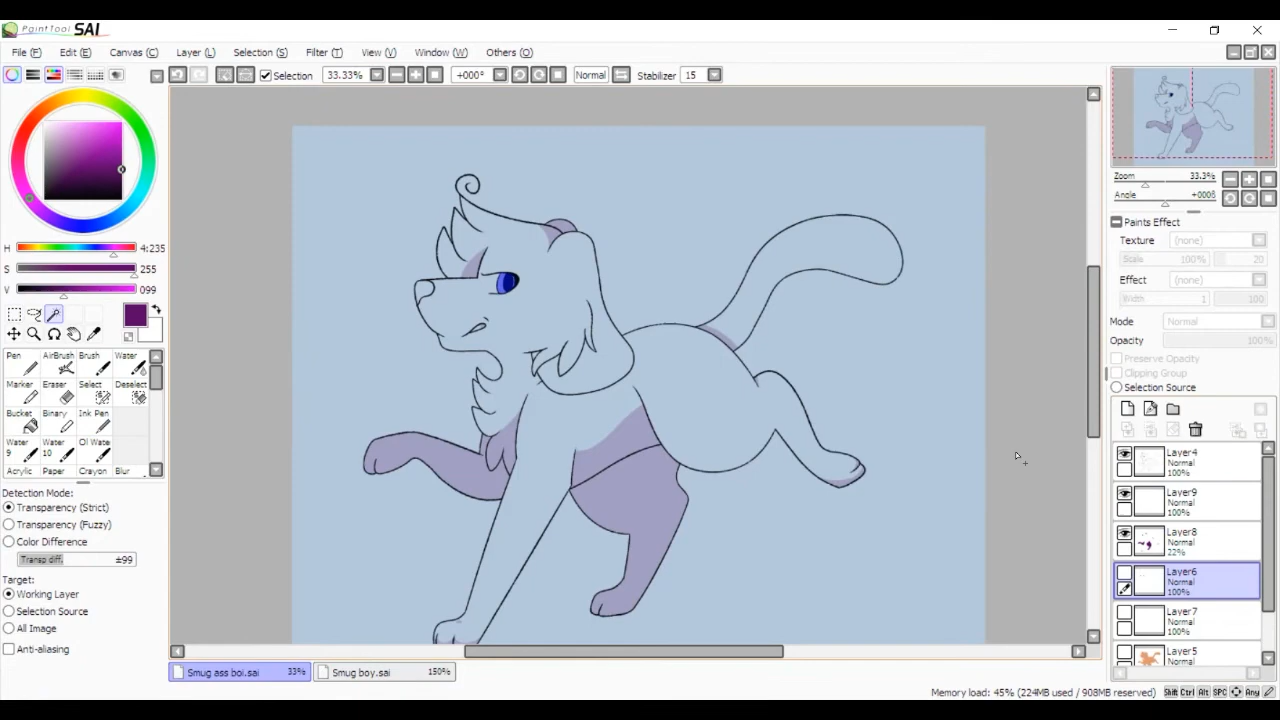 PaintTool SAI
File (F) Edit (E) Canvas (C) Layer (L) Selection (S) Filter (T) View (V) Window (W) Others (O)
Selection 33.33% +000° Normal Stabilizer 15
Zoom 33.3%
Angle +000θ
H 4:235
S 255
V 099
Paints Effect
Texture (none)
Scale 100% 20
Effect (none)
Width 1 100
Mode Normal
Opacity 100%
Preserve Opacity
Clipping Group
Selection Source
Pen AirBrush Brush Water
Marker Eraser Select Deselect
Bucket Binary Ink Pen
Water 9 Water 10 Ol Wate
Acrylic Paper Crayon Blur
Detection Mode:
Transparency (Strict)
Transparency (Fuzzy)
Color Difference
Transp diff. ±99
Target:
Working Layer
Selection Source
All Image
Anti-aliasing
Layer4
Normal
100%
Layer9
Normal
100%
Layer8
Normal
22%
Layer6
Normal
100%
Layer7
Normal
100%
Layer5
Normal
Smug ass boi.sai 33% Smug boy.sai 150%
Memory load: 45% (224MB used / 908MB reserved) Shift Ctrl Alt SPC Any